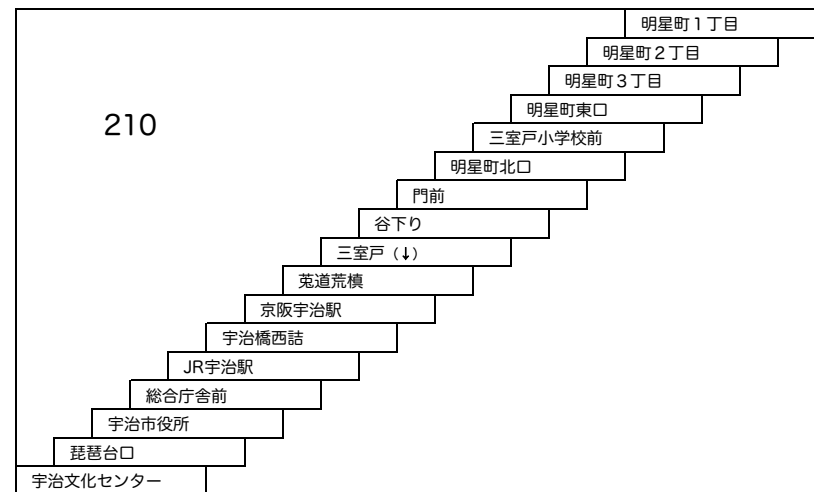 明星町１丁目
明星町２丁目
明星町３丁目
明星町東口
210
三室戸小学校前
明星町北口
門前
谷下り
三室戸（↓）
莵道荒槙
京阪宇治駅
宇治橋西詰
JR宇治駅
総合庁舎前
宇治市役所
琵琶台口
宇治文化センター